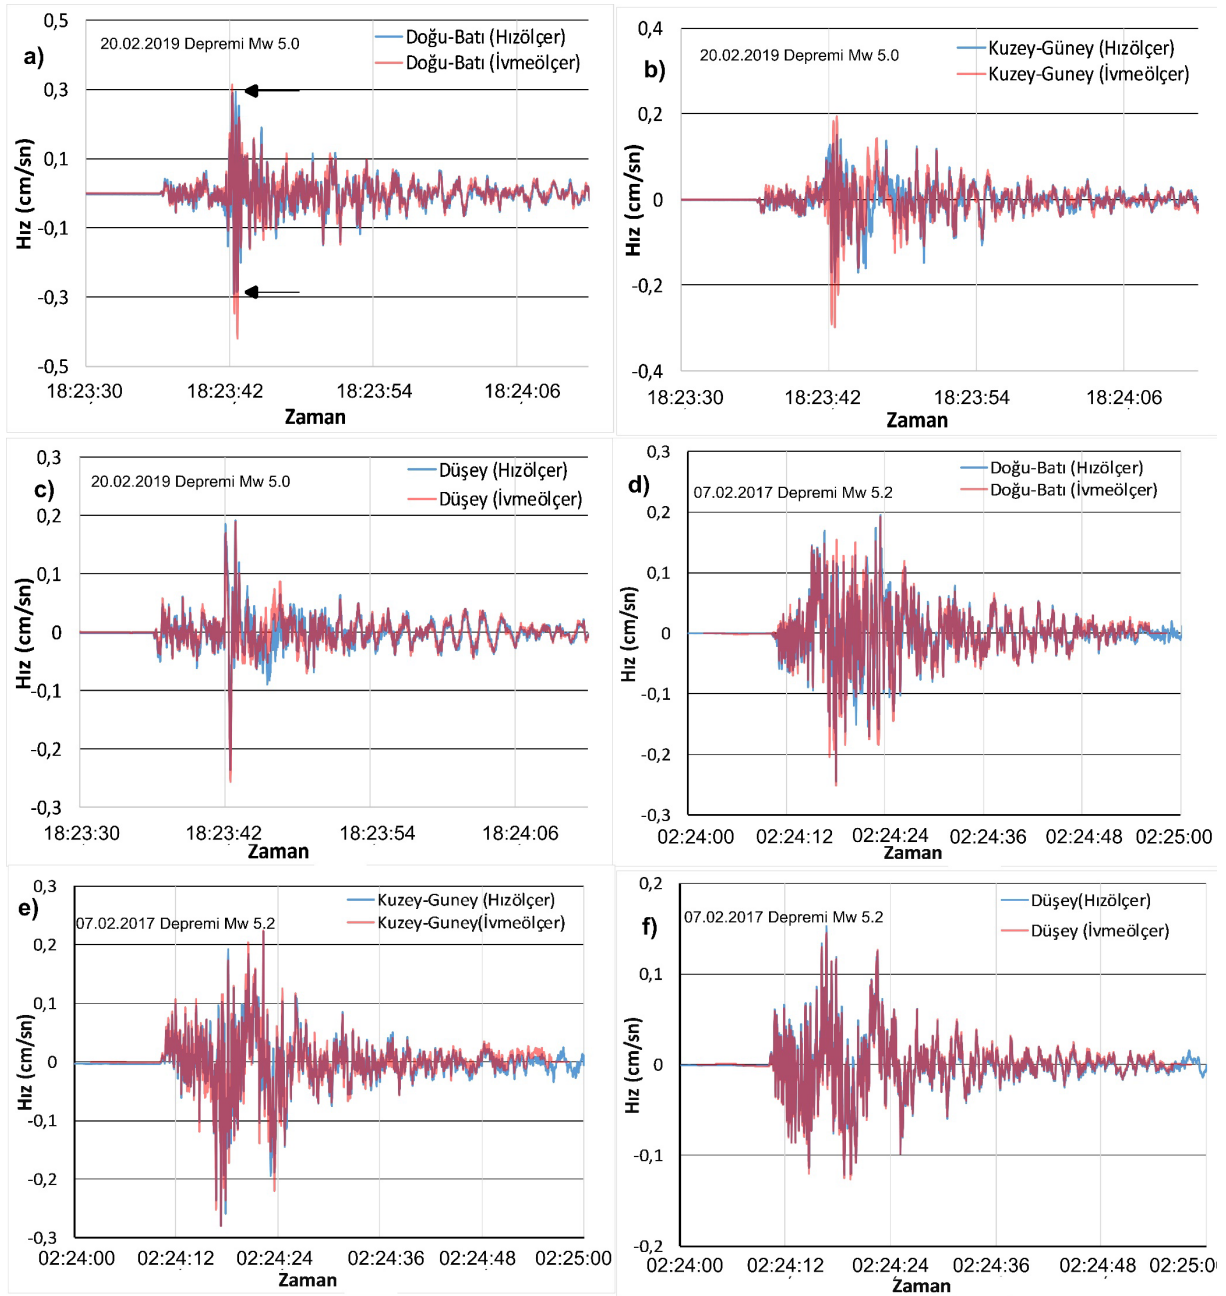 a)
20.02.2019 Depremi Mw 5.0
Doğu-Batı (Hızölçer)
Doğu-Batı (İvmeölçer)
0,5
0,3
0,1
-0,1
-0,3
-0,5
Hız (cm/sn)
18:23:30
18:23:42
18:23:54
18:24:06
Zaman
b)
20.02.2019 Depremi Mw 5.0
Kuzey-Güney (Hızölçer)
Kuzey-Guney (İvmeölçer)
0,4
0,2
0
-0,2
-0,4
Hız (cm/sn)
18:23:30
18:23:42
18:23:54
18:24:06
Zaman
c)
20.02.2019 Depremi Mw 5.0
Düşey (Hızölçer)
Düşey (İvmeölçer)
0,3
0,2
0,1
0
-0,1
-0,2
-0,3
Hız (cm/sn)
18:23:30
18:23:42
18:23:54
18:24:06
Zaman
d)
07.02.2017 Depremi Mw 5.2
Doğu-Batı (Hızölçer)
Doğu-Batı (İvmeölçer)
0,3
0,2
0,1
0
-0,1
-0,2
-0,3
Hız (cm/sn)
02:24:00
02:24:12
02:24:24
02:24:36
02:24:48
02:25:00
Zaman
e)
07.02.2017 Depremi Mw 5.2
Kuzey-Guney (Hızölçer)
Kuzey-Guney(İvmeölçer)
0,3
0,2
0,1
0
-0,1
-0,2
-0,3
Hız (cm/sn)
02:24:00
02:24:12
02:24:24
02:24:36
02:24:48
02:25:00
Zaman
f)
07.02.2017 Depremi Mw 5.2
Düşey(Hızölçer)
Düşey (İvmeölçer)
0,2
0,1
0
-0,1
-0,2
Hız (cm/sn)
02:24:00
02:24:12
02:24:24
02:24:36
02:24:48
02:25:00
Zaman